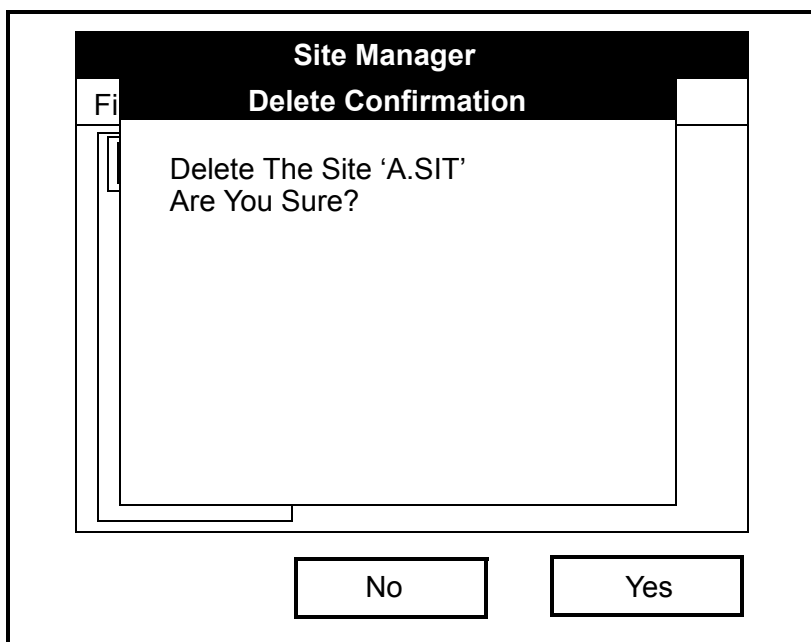 Site Manager
Fi
Delete Confirmation
Delete The Site ‘A.SIT’
Are You Sure?
No
Yes